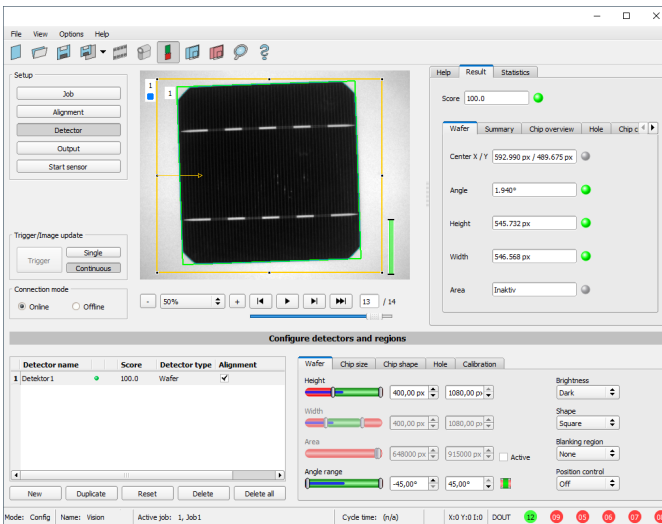 File View Options Help
Setup
Job
Alignment
Detector
Output
Start sensor
Trigger/Image update
Trigger
Single
Continuous
Connection mode
Online Offline
1
1
- 50% + 13 / 14
Help Result Statistics
Score 100.0
Wafer Summary Chip overview Hole Chip c
Center X / Y 592.990 px / 489.675 px
Angle 1.940°
Height 545.732 px
Width 546.568 px
Area Inaktiv
Configure detectors and regions
Detector name Score Detector type Alignment
1 Detektor1 100.0 Wafer
New Duplicate Reset Delete Delete all
Wafer Chip size Chip shape Hole Calibration
Height
400,00 px 1080,00 px
Width
400,00 px 1080,00 px
Area
648000 px 915000 px Active
Angle range
-45,00° 45,00°
Brightness
Dark
Shape
Square
Blanking region
None
Position control
Off
Mode: Config Name: Vision Active job: 1, Job1 Cycle time: (n/a) X:0 Y:0 I:0 DOUT 12 09 05 06 07 08